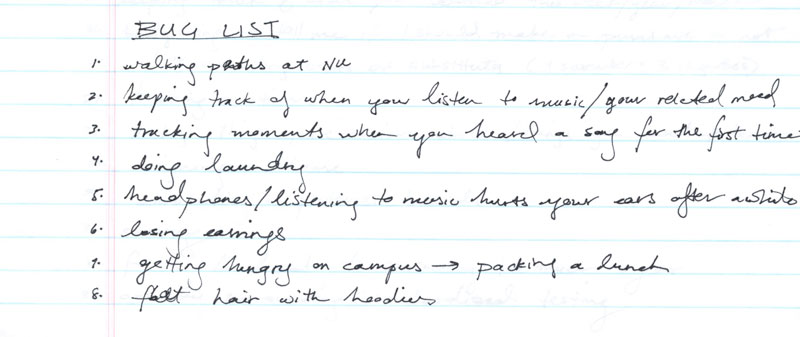 BUG LIST
1. walking paths at NU
2. keeping track of when you listen to music/your related mood
3. tracking moments when you heard a song for the first time
4. doing laundry
5. headphones/listening to music hurts your ears after awhile
6. losing earrings
7. getting hungry on campus → packing a lunch
8. flat hair with hoodies